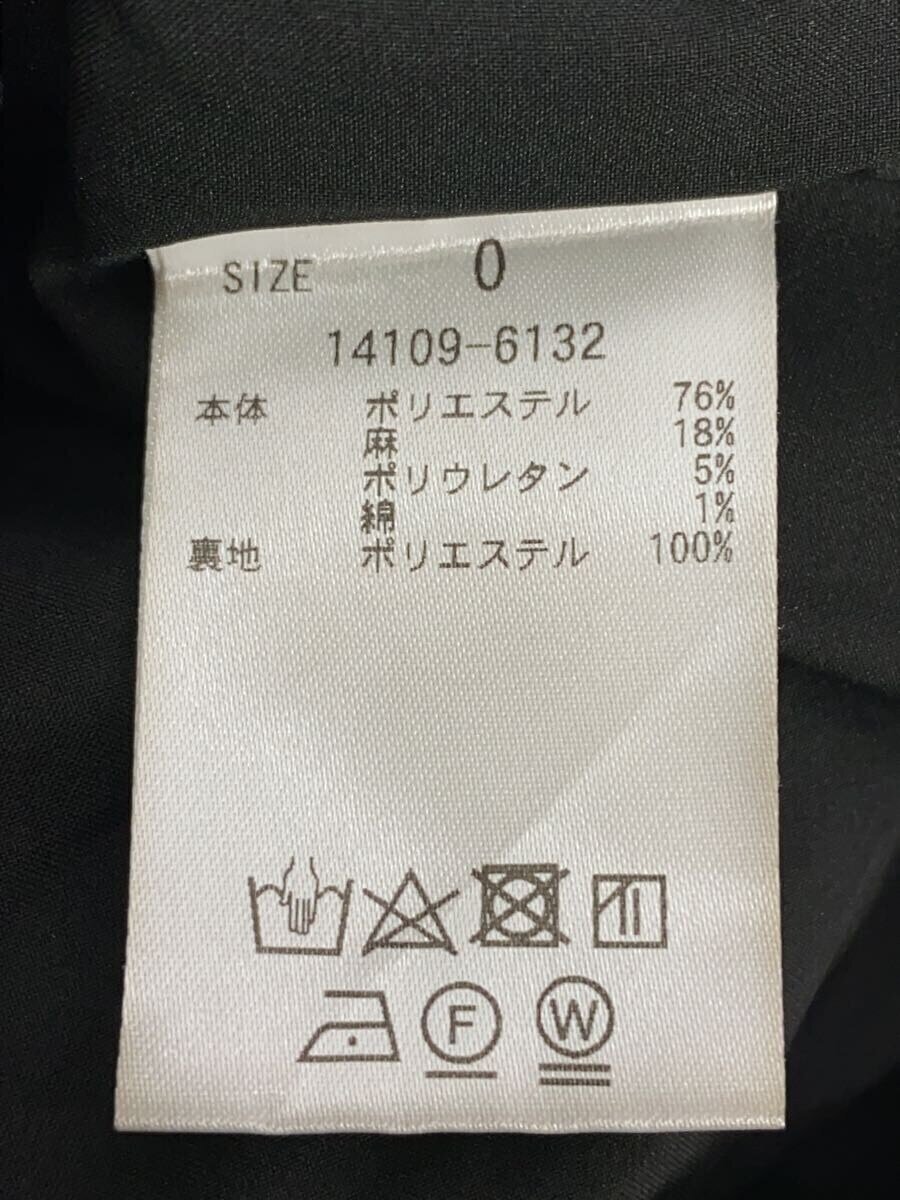 SIZE 0
14109-6132
本体 ポリエステル 76%
麻 18%
ポリウレタン 5%
綿 1%
裏地 ポリエステル 100%
F W